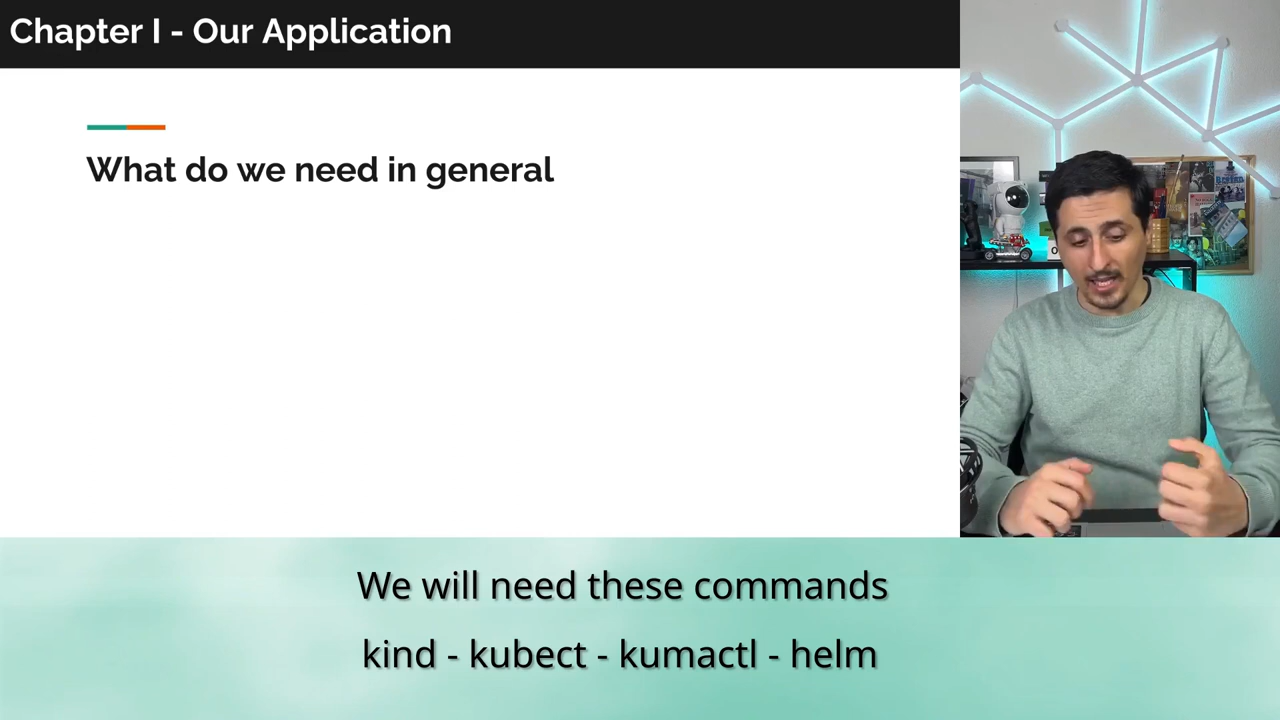 Chapter I - Our Application
What do we need in general
We will need these commands
kind - kubect - kumactl - helm